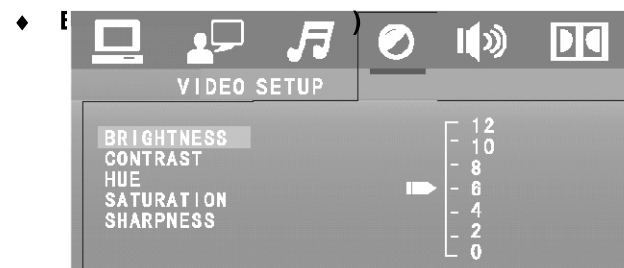 VIDEO SETUP
BRIGHTNESS
CONTRAST
HUE
SATURATION
SHARPNESS
12
10
8
6
4
2
0